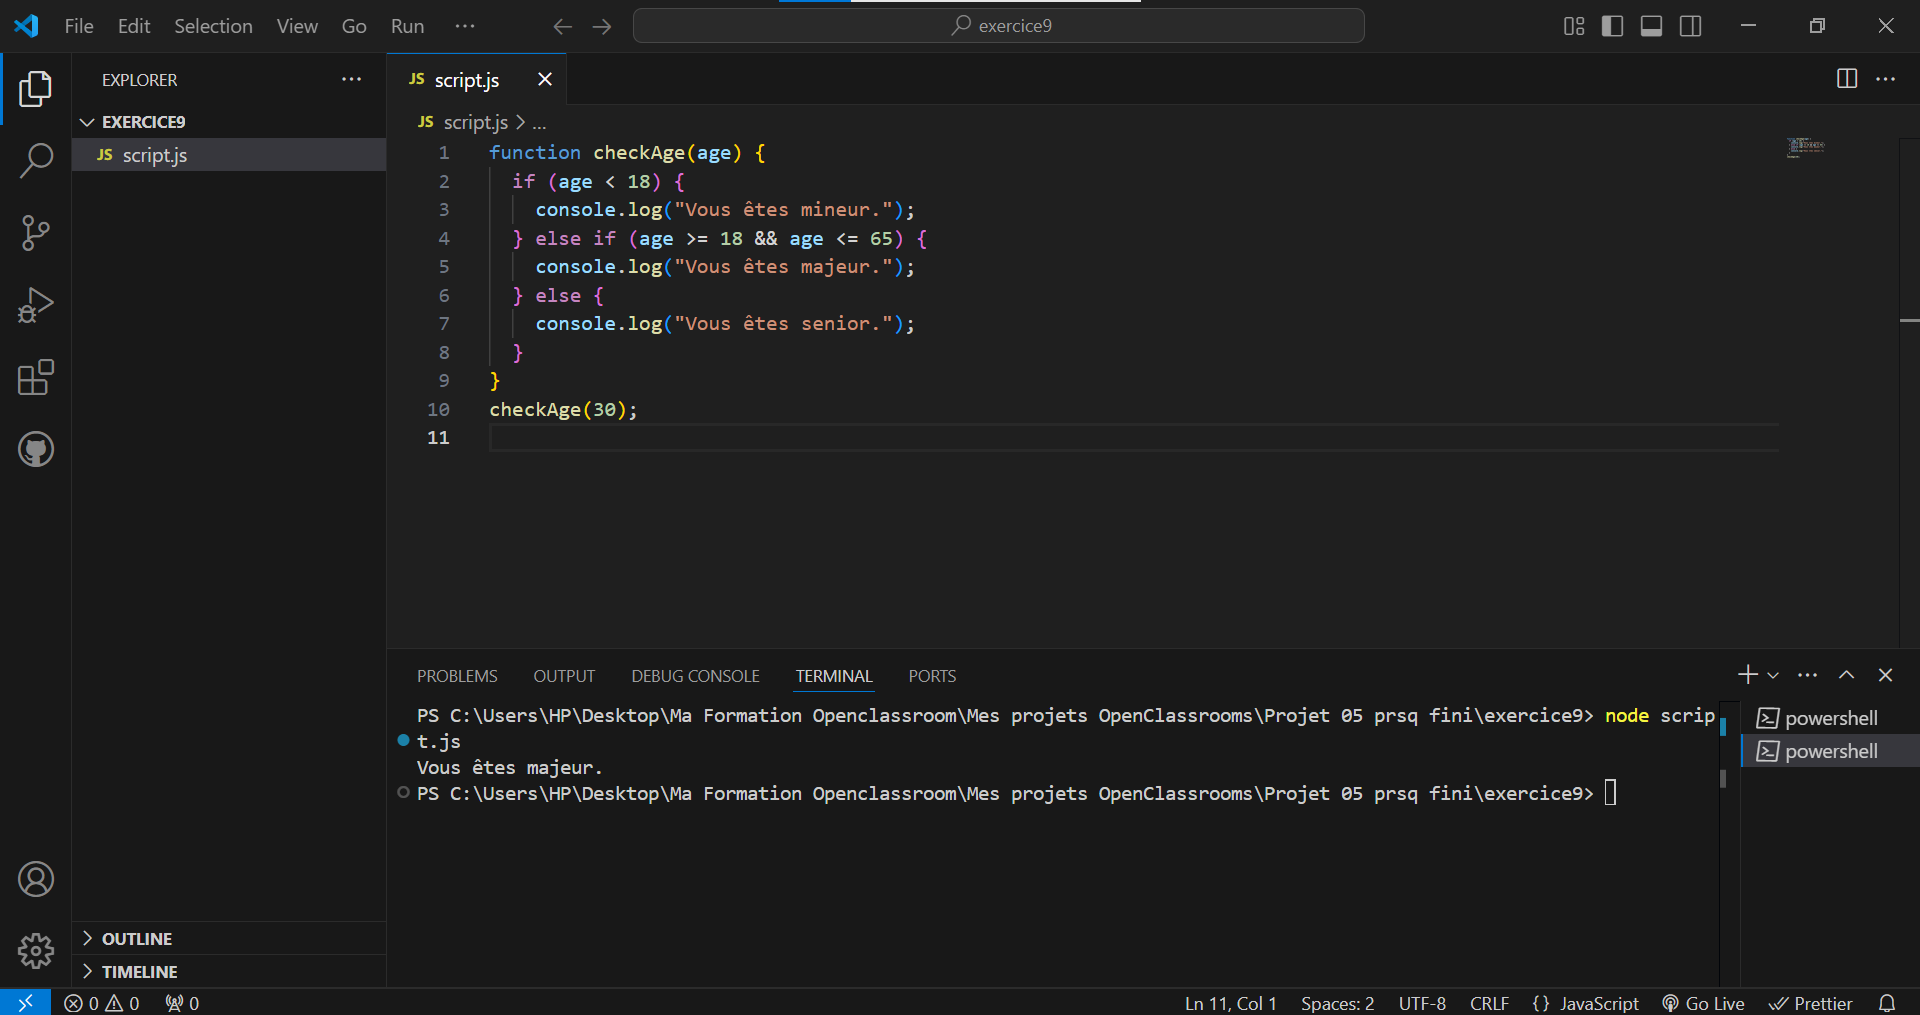 File Edit Selection View Go Run ···
exercice9
EXPLORER ···
EXERCICE9
JS script.js
JS script.js
JS script.js > ...
1 function checkAge(age) {
2   if (age < 18) {
3     console.log("Vous êtes mineur.");
4   } else if (age >= 18 && age <= 65) {
5     console.log("Vous êtes majeur.");
6   } else {
7     console.log("Vous êtes senior.");
8   }
9 }
10 checkAge(30);
11
PROBLEMS OUTPUT DEBUG CONSOLE TERMINAL PORTS
PS C:\Users\HP\Desktop\Ma Formation Openclassroom\Mes projets OpenClassrooms\Projet 05 prsq fini\exercice9> node scrip
t.js
Vous êtes majeur.
PS C:\Users\HP\Desktop\Ma Formation Openclassroom\Mes projets OpenClassrooms\Projet 05 prsq fini\exercice9>
powershell
powershell
OUTLINE
TIMELINE
0 0 0 Ln 11, Col 1 Spaces: 2 UTF-8 CRLF {} JavaScript Go Live Prettier